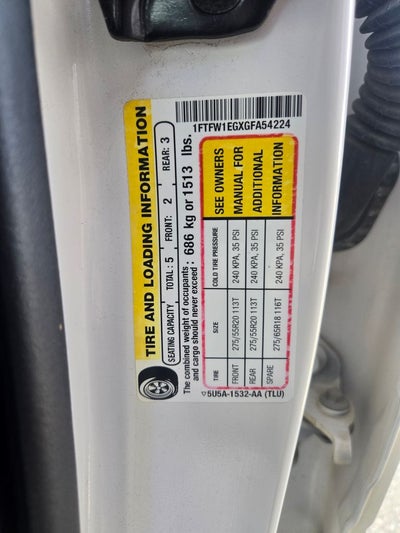 1FTFW1EGXGFA54224
TIRE AND LOADING INFORMATION
SEATING CAPACITY TOTAL: 5 FRONT: 2 REAR: 3
The combined weight of occupants
and cargo should never exceed : 686 kg or 1513 lbs.
TIRE SIZE COLD TIRE PRESSURE SEE OWNERS
FRONT 275/55R20 113T 240 KPA, 35 PSI MANUAL FOR
REAR 275/55R20 113T 240 KPA, 35 PSI ADDITIONAL
SPARE 275/65R18 116T 240 KPA, 35 PSI INFORMATION
▽5U5A-1532-AA (TLU)